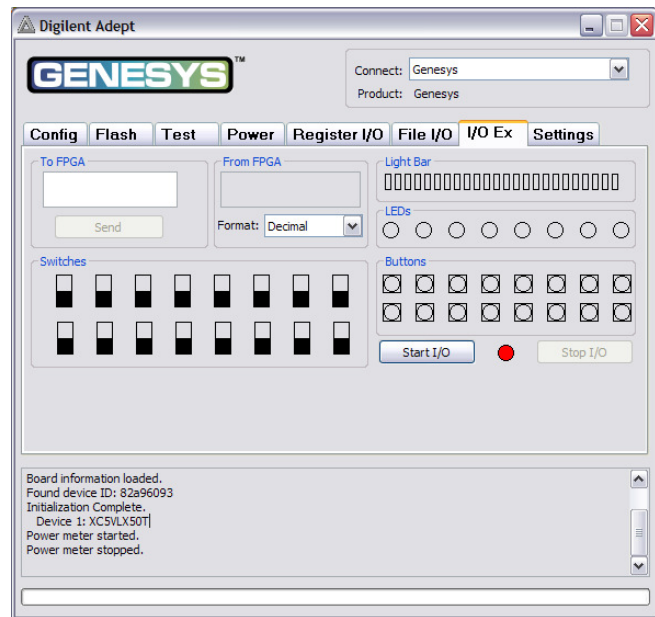 Digilent Adept
GENESYS™
Connect: Genesys
Product: Genesys
Config Flash Test Power Register I/O File I/O I/O Ex Settings
To FPGA
Send
From FPGA
Format: Decimal
Light Bar
LEDs
Switches
Buttons
Start I/O
Stop I/O
Board information loaded.
Found device ID: 82a96093
Initialization Complete.
Device 1: XC5VLX50T
Power meter started.
Power meter stopped.